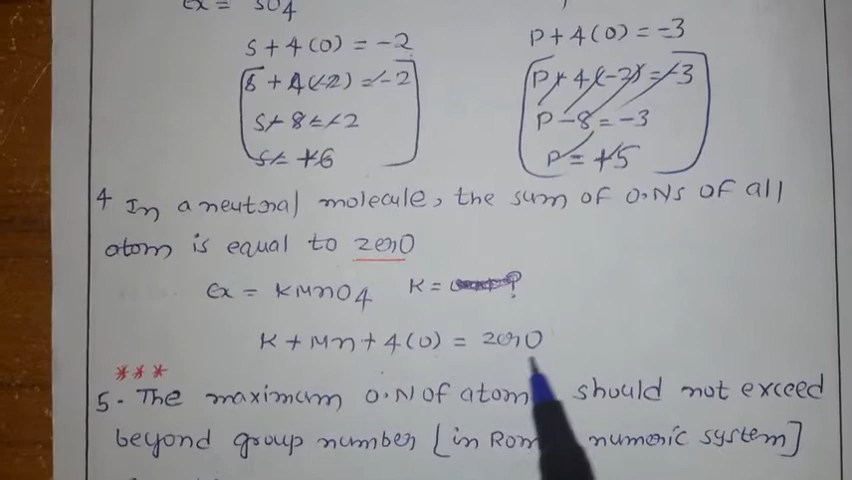 Ex = SO4
S + 4(O) = -2
S + 4(-2) = -2
S - 8 = -2
S = +6
P + 4(O) = -3
P + 4(-2) = -3
P - 8 = -3
P = +5
4 In a neutral molecule, the sum of O.Ns of all
atom is equal to zero
Ex = KMnO4 K = ?
K + Mn + 4(O) = zero
***
5. The maximum O.N of atom should not exceed
beyond group number [in Rom numeric system]